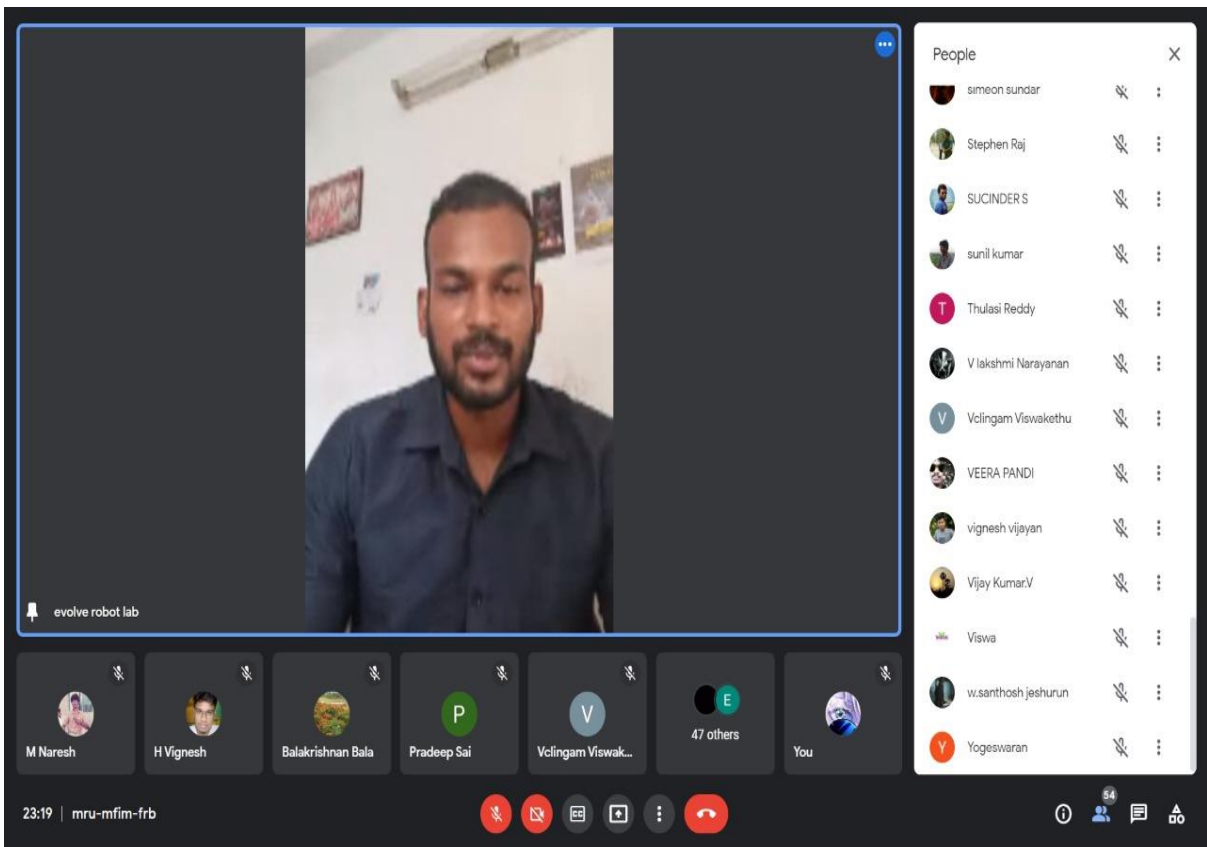 People
simeon sundar
Stephen Raj
SUCINDER S
sunil kumar
T
Thulasi Reddy
V lakshmi Narayanan
V
Vclingam Viswakethu
VEERA PANDI
vignesh vijayan
Vijay Kumar.V
Viswa
w.santhosh jeshurun
Y
Yogeswaran
evolve robot lab
M Naresh
H Vignesh
Balakrishnan Bala
P
Pradeep Sai
V
Vclingam Viswak...
E
47 others
You
23:19 | mru-mfim-frb
CC
54